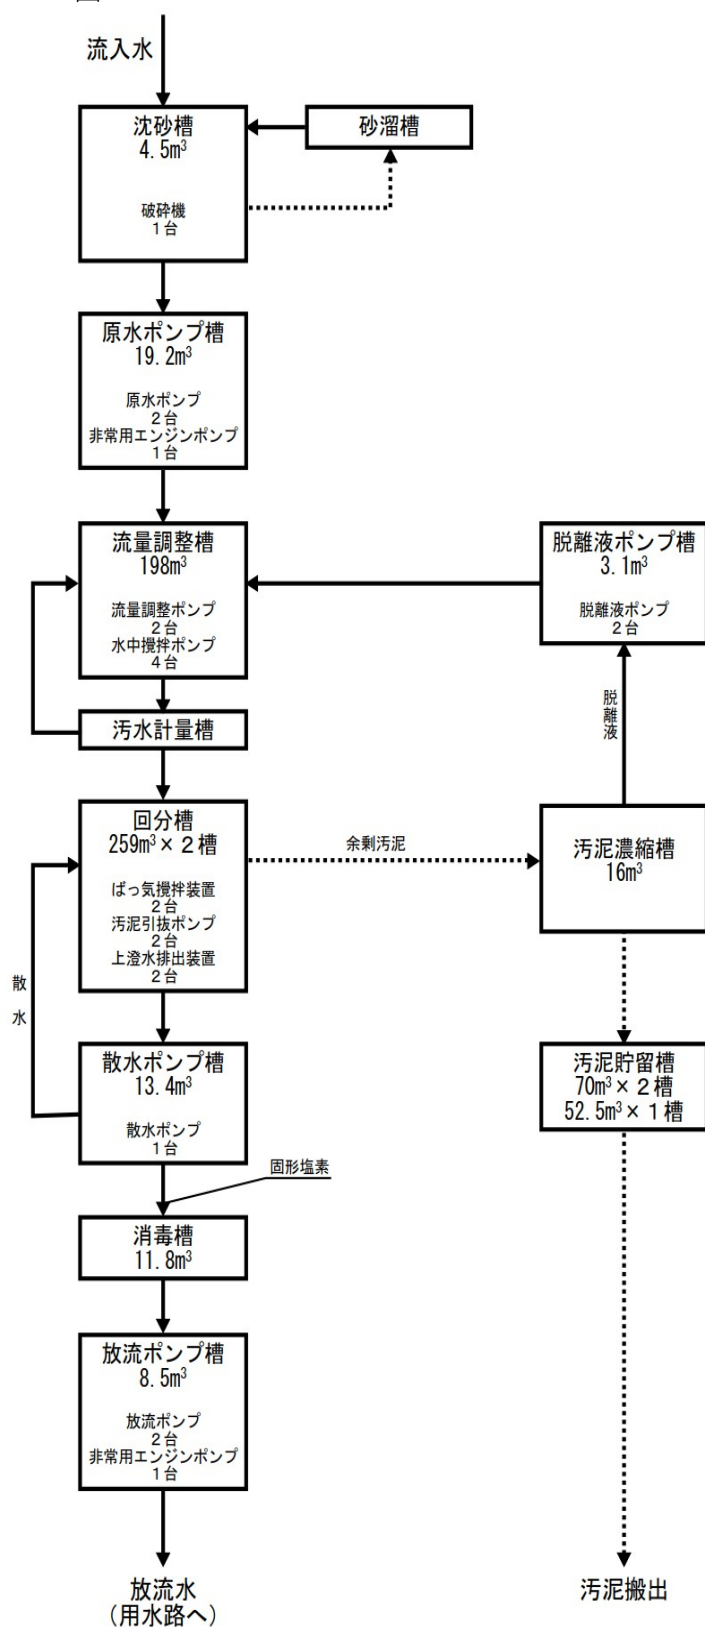 流入水
沈砂槽
4.5m³
破砕機
1台
砂溜槽
原水ポンプ槽
19.2m³
原水ポンプ
2台
非常用エンジンポンプ
1台
流量調整槽
198m³
流量調整ポンプ
2台
水中攪拌ポンプ
4台
脱離液ポンプ槽
3.1m³
脱離液ポンプ
2台
脱離液
汚水計量槽
回分槽
259m³×2槽
ばっ気攪拌装置
2台
汚泥引抜ポンプ
2台
上澄水排出装置
2台
余剰汚泥
汚泥濃縮槽
16m³
散水
散水ポンプ槽
13.4m³
散水ポンプ
1台
汚泥貯留槽
70m³×2槽
52.5m³×1槽
固形塩素
消毒槽
11.8m³
放流ポンプ槽
8.5m³
放流ポンプ
2台
非常用エンジンポンプ
1台
放流水
(用水路へ)
汚泥搬出